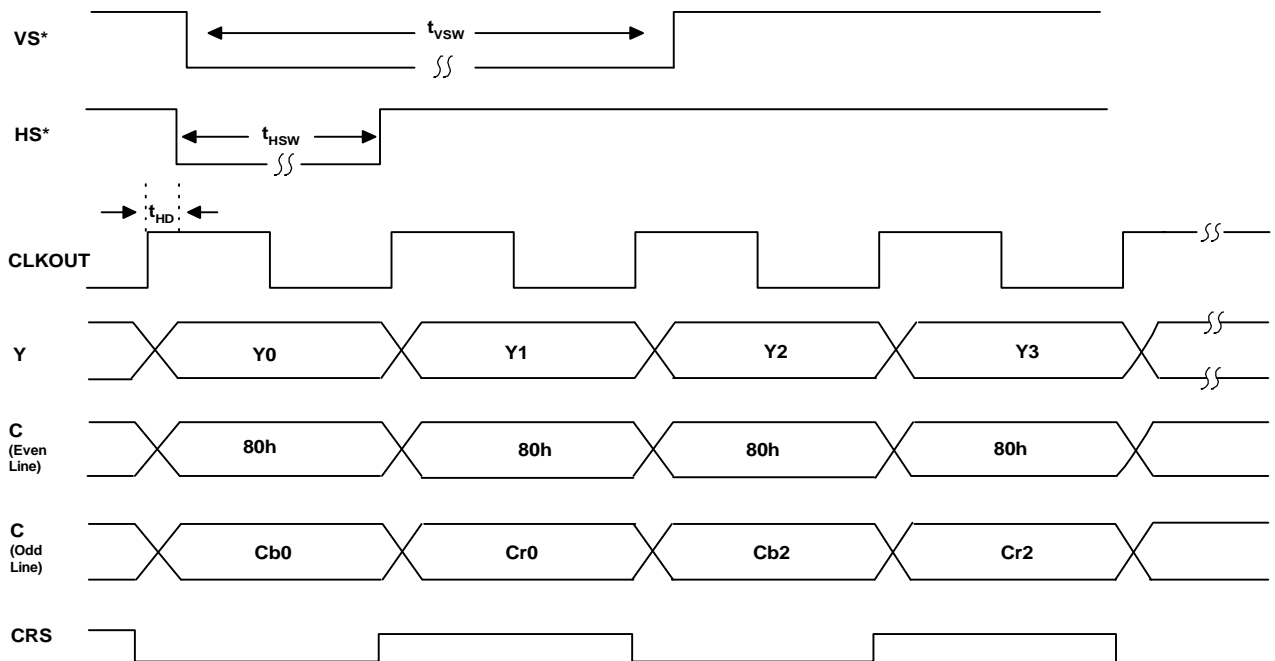 VS*
tVSW
HS*
tHSW
tHD
CLKOUT
Y
Y0
Y1
Y2
Y3
C
(Even
Line)
80h
80h
80h
80h
C
(Odd
Line)
Cb0
Cr0
Cb2
Cr2
CRS